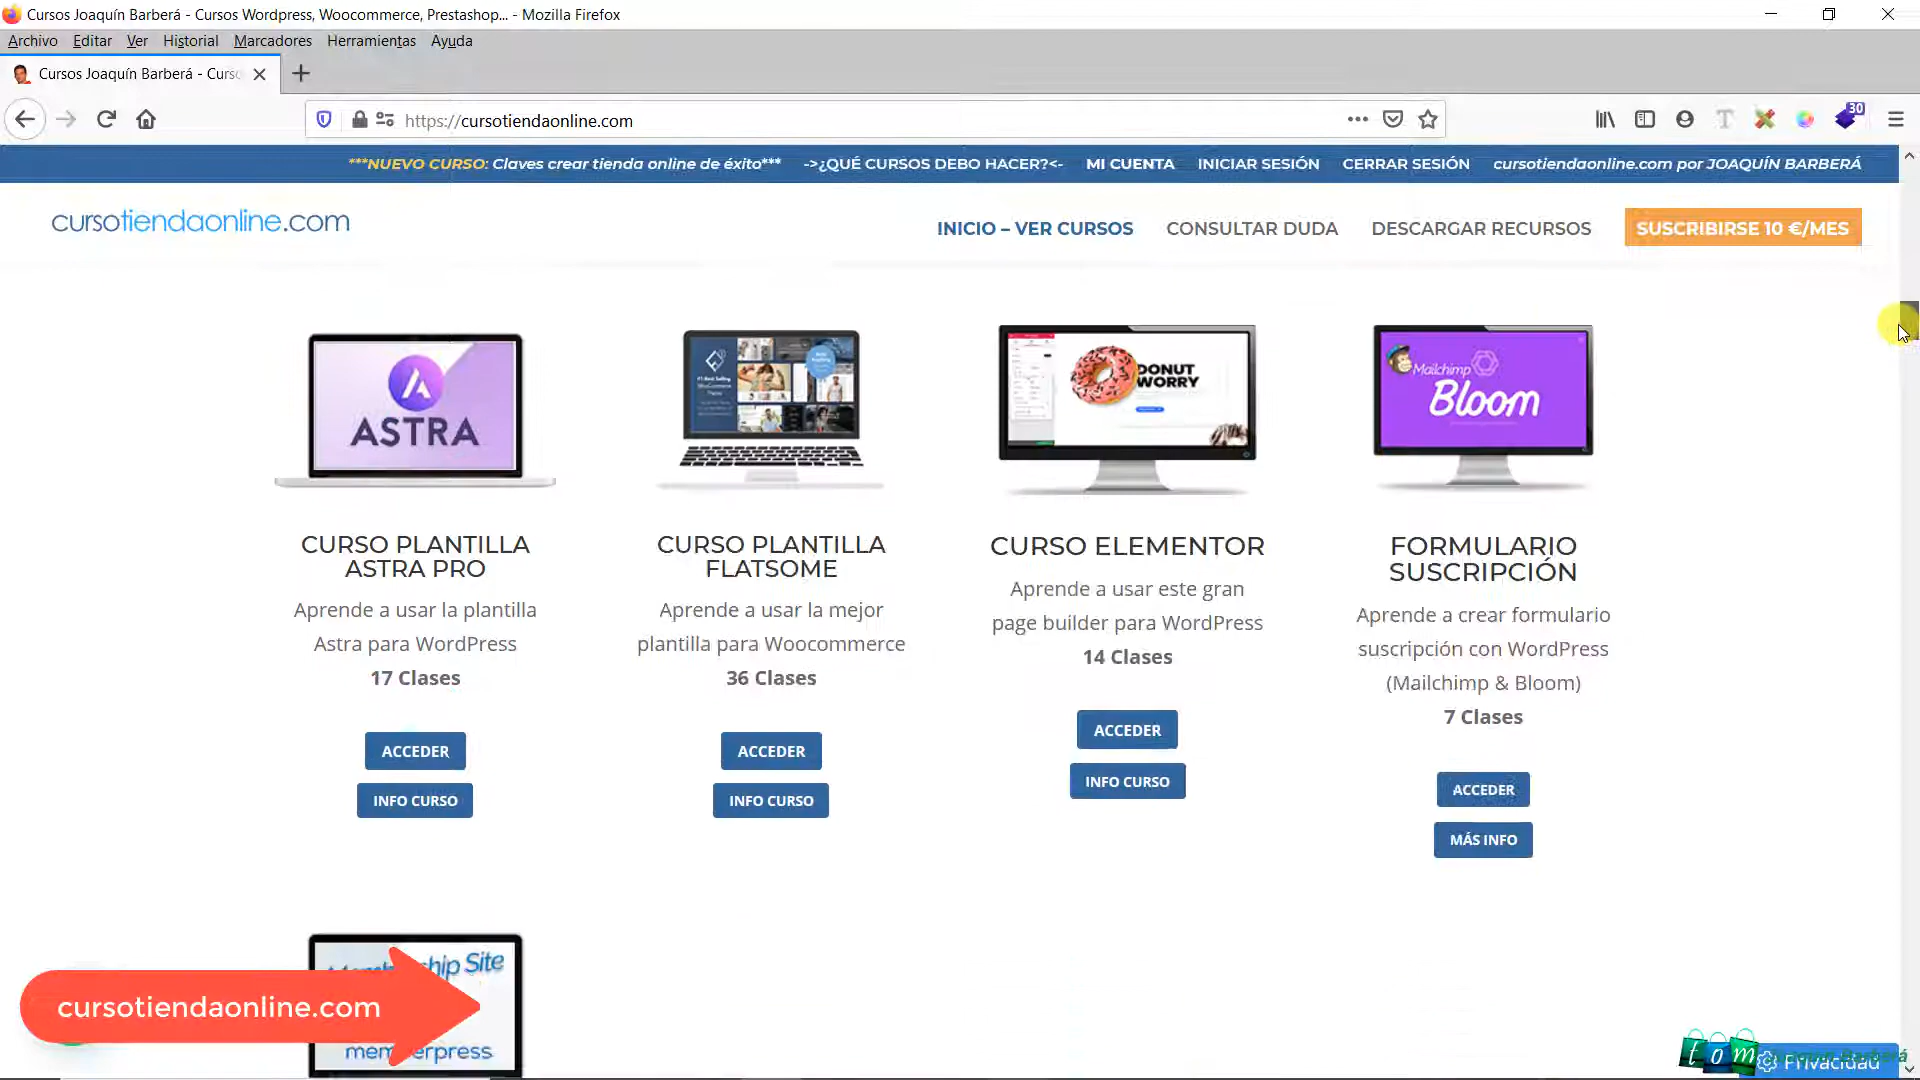 Cursos Joaquín Barberá - Cursos Wordpress, Woocommerce, Prestashop... - Mozilla Firefox
Archivo Editar Ver Historial Marcadores Herramientas Ayuda
Cursos Joaquín Barberá - Curso
https://cursotiendaonline.com
30
***NUEVO CURSO: Claves crear tienda online de éxito*** ->¿QUÉ CURSOS DEBO HACER?<- MI CUENTA INICIAR SESIÓN CERRAR SESIÓN cursotiendaonline.com por JOAQUÍN BARBERÁ
cursotiendaonline.com
INICIO – VER CURSOS CONSULTAR DUDA DESCARGAR RECURSOS SUSCRIBIRSE 10 €/MES
ASTRA
DONUT
WORRY
Mailchimp
Bloom
CURSO PLANTILLA
ASTRA PRO
Aprende a usar la plantilla
Astra para WordPress
17 Clases
ACCEDER
INFO CURSO
CURSO PLANTILLA
FLATSOME
Aprende a usar la mejor
plantilla para Woocommerce
36 Clases
ACCEDER
INFO CURSO
CURSO ELEMENTOR
Aprende a usar este gran
page builder para WordPress
14 Clases
ACCEDER
INFO CURSO
FORMULARIO
SUSCRIPCIÓN
Aprende a crear formulario
suscripción con WordPress
(Mailchimp & Bloom)
7 Clases
ACCEDER
MÁS INFO
Site
cursotiendaonline.com
tom
Privacidad